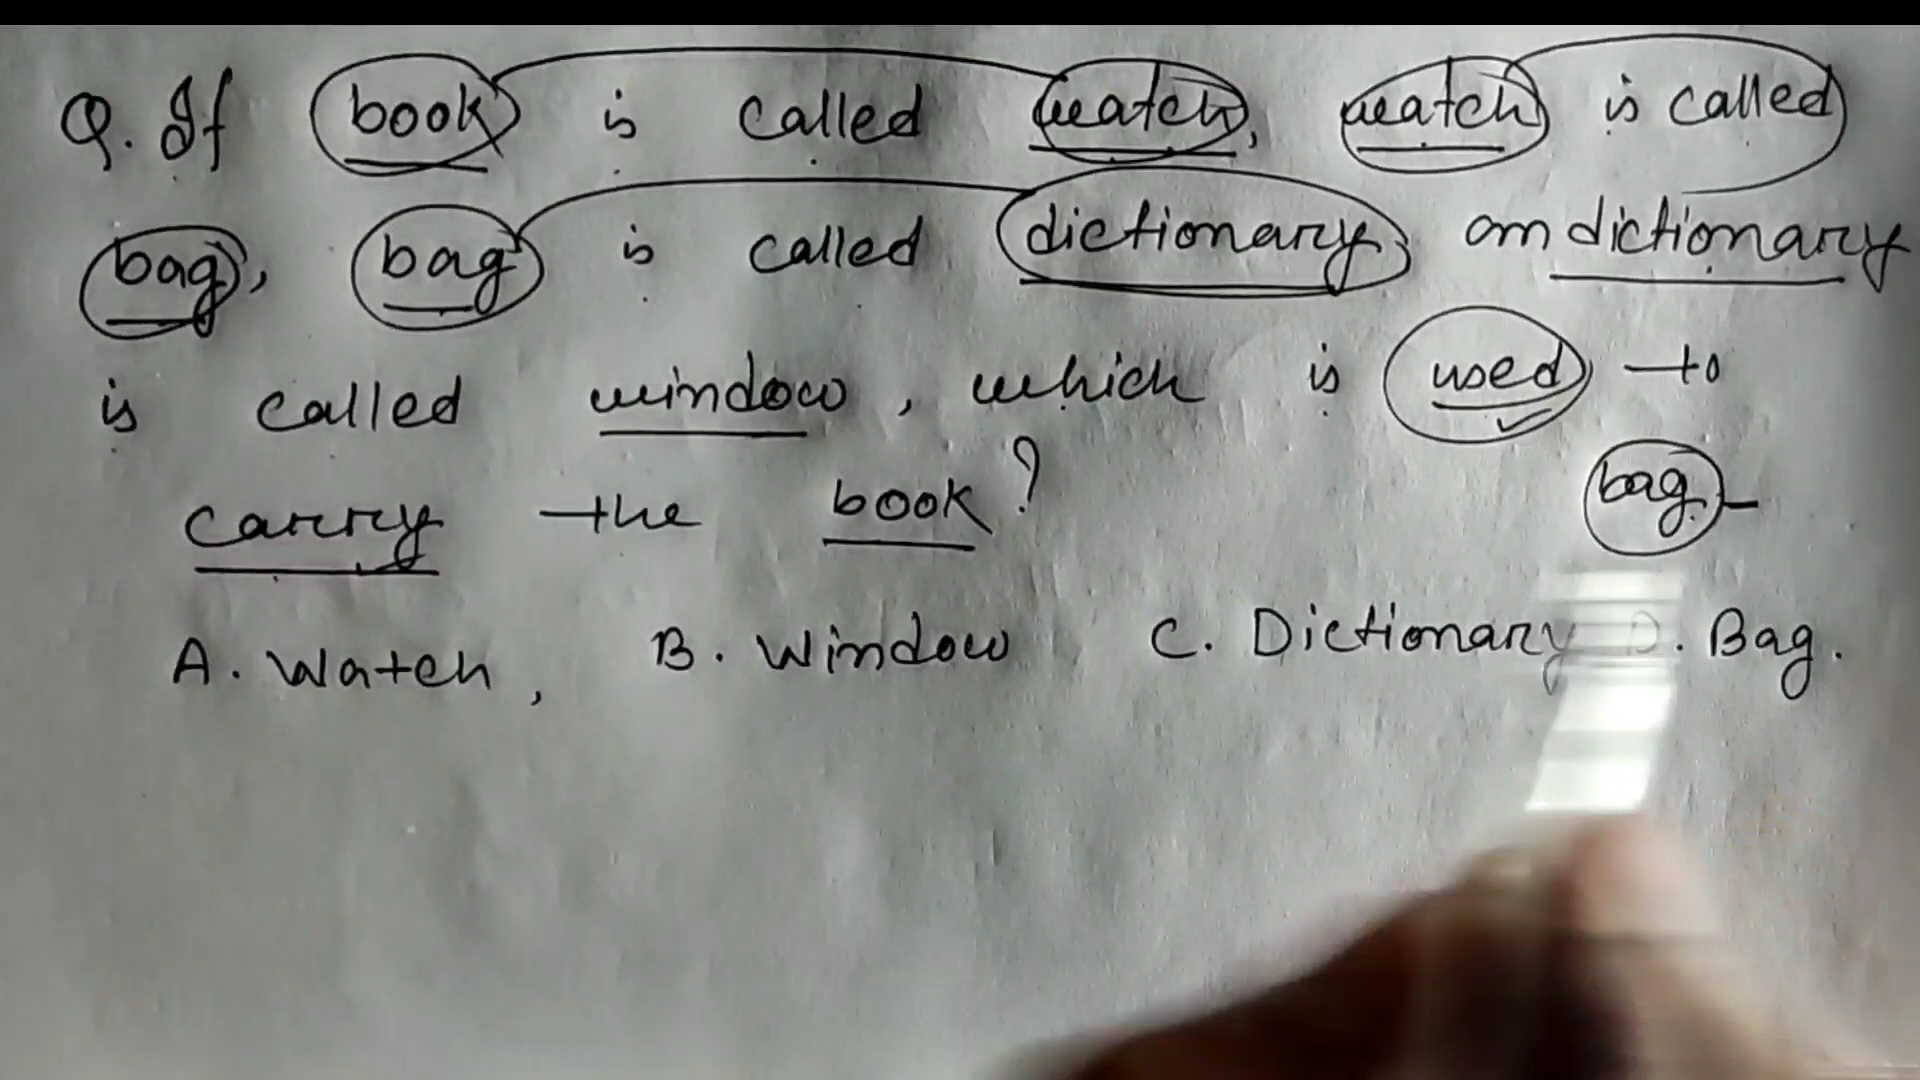 Q. If book is called watch, watch is called
bag, bag is called dictionary, an dictionary
is called window, which is used to
carry the book?
bag
A. Watch, B. Window C. Dictionary D. Bag.